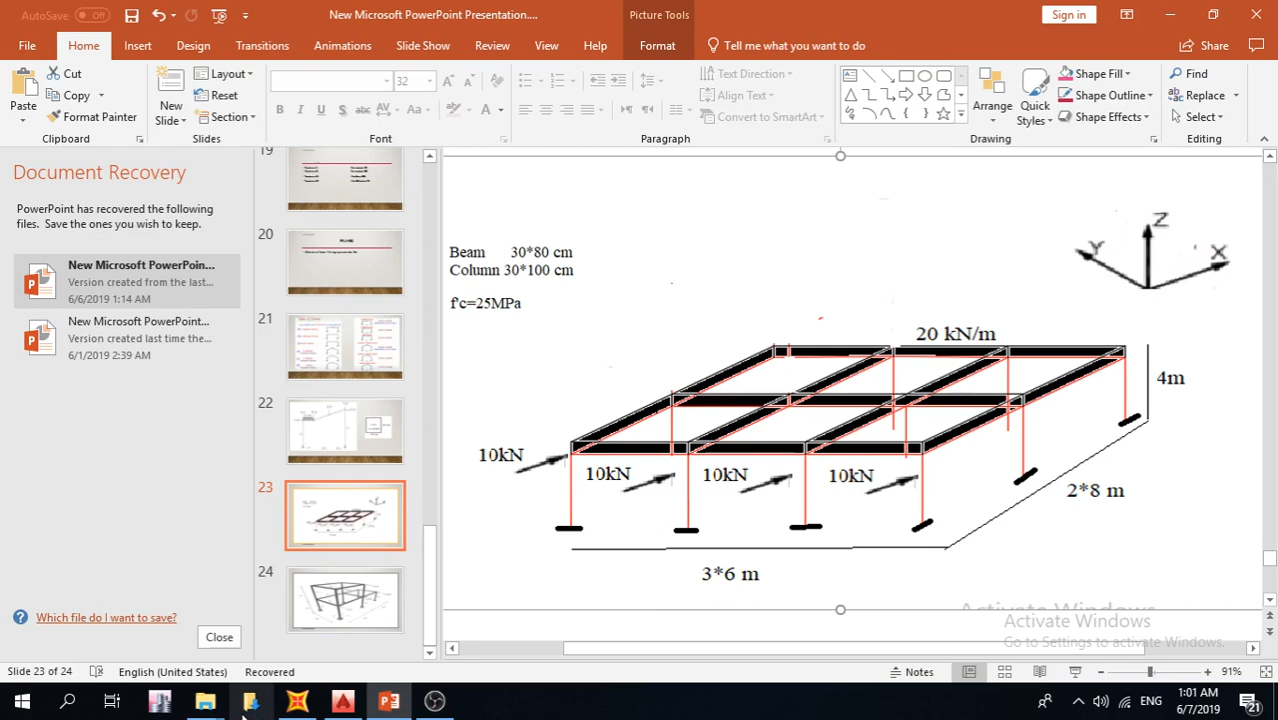 AutoSave Off
New Microsoft PowerPoint Presentation....
Picture Tools
Sign in
File Home Insert Design Transitions Animations Slide Show Review View Help Format Tell me what you want to do Share
Paste
Cut
Copy
Format Painter
Clipboard
New Slide
Layout
Reset
Section
Slides
32
B I U S abc AV Aa A
Font
Paragraph
Text Direction
Align Text
Convert to SmartArt
Arrange
Quick Styles
Shape Fill
Shape Outline
Shape Effects
Drawing
Find
Replace
Select
Editing
Document Recovery
PowerPoint has recovered the following
files. Save the ones you wish to keep.
New Microsoft PowerPoin...
Version created from the last...
6/6/2019 1:14 AM
New Microsoft PowerPoint...
Version created last time the...
6/1/2019 2:39 AM
Which file do I want to save?
Close
19
20
21
22
23
24
Beam 30*80 cm
Column 30*100 cm
f'c=25MPa
Z
Y
X
20 kN/m
4m
10kN
10kN
10kN
10kN
2*8 m
3*6 m
Activate Windows
Go to Settings to activate Windows.
Slide 23 of 24
English (United States)
Recovered
Notes
91%
ENG
1:01 AM
6/7/2019
21